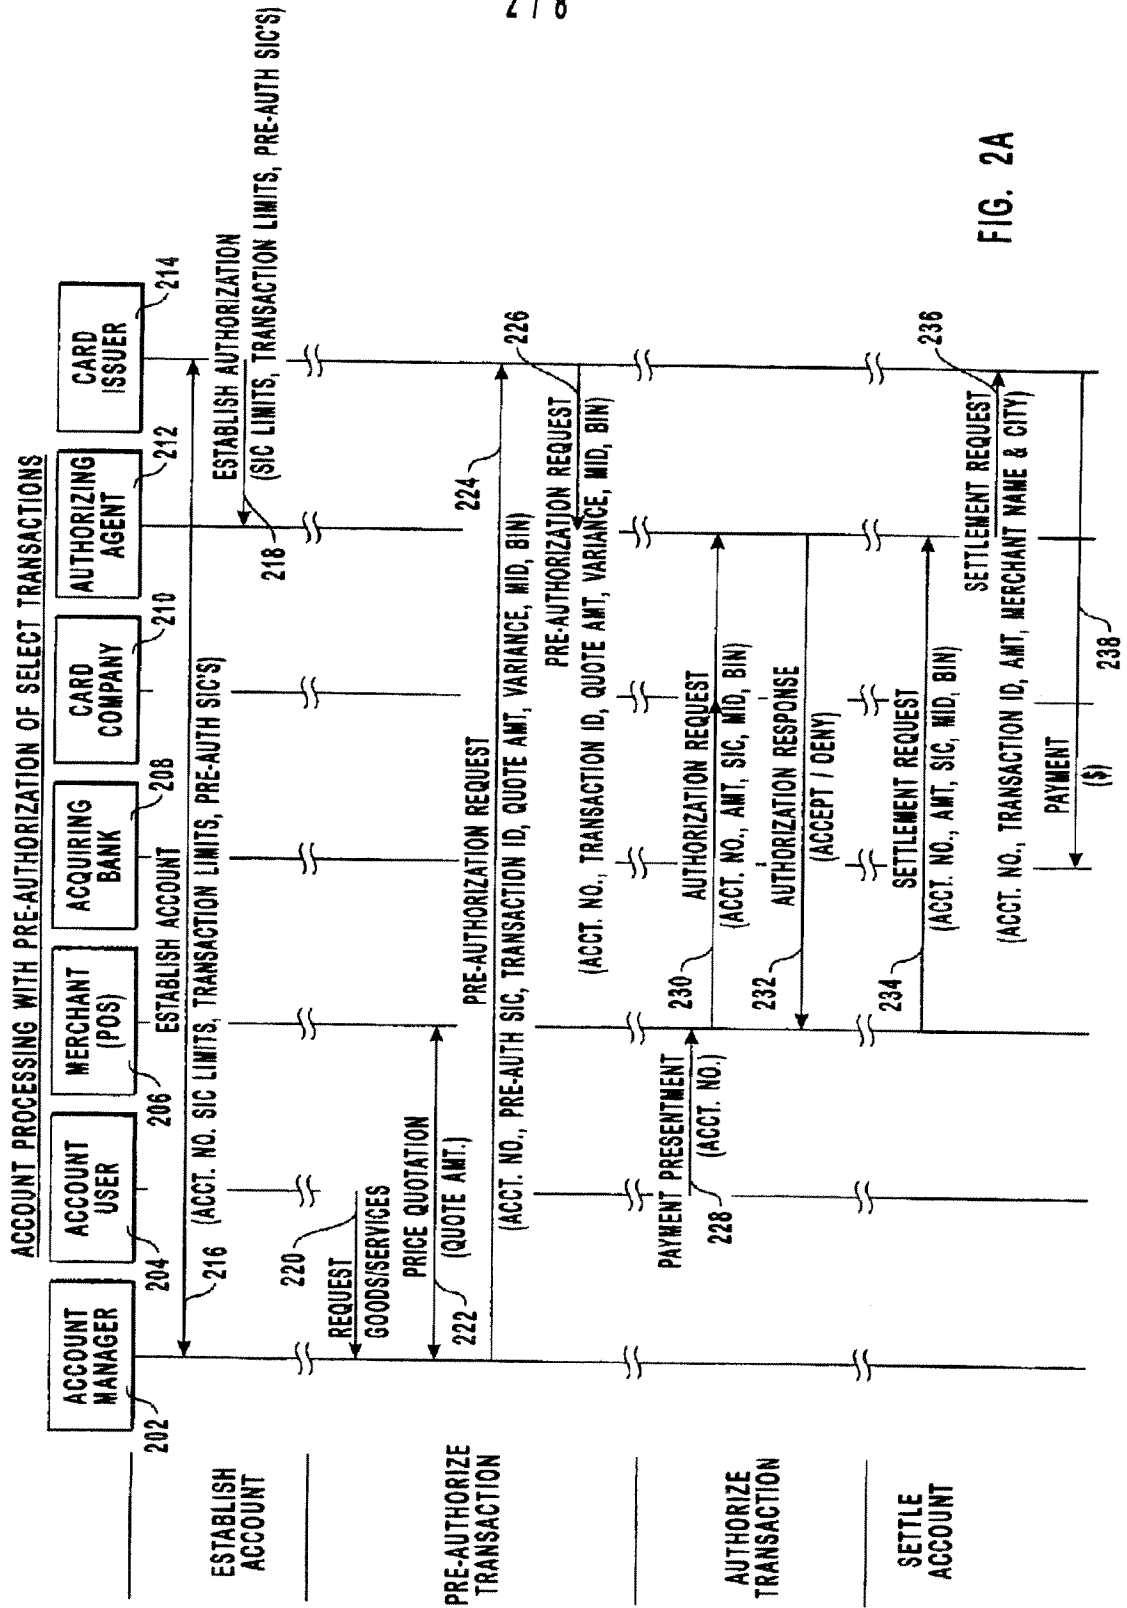 2 / 8
ACCOUNT PROCESSING WITH PRE-AUTHORIZATION OF SELECT TRANSACTIONS
ACCOUNT
MANAGER
202
ACCOUNT
USER
204
MERCHANT
(POS)
206
ACQUIRING
BANK
208
CARD
COMPANY
210
AUTHORIZING
AGENT
212
CARD
ISSUER
214
ESTABLISH
ACCOUNT
ESTABLISH ACCOUNT
(ACCT. NO. SIC LIMITS, TRANSACTION LIMITS, PRE-AUTH SIC'S)
216
ESTABLISH AUTHORIZATION
(SIC LIMITS, TRANSACTION LIMITS, PRE-AUTH SIC'S)
218
PRE-AUTHORIZE
TRANSACTION
220
REQUEST
GOODS/SERVICES
PRICE QUOTATION
(QUOTE AMT.)
222
PRE-AUTHORIZATION REQUEST
224
(ACCT. NO., PRE-AUTH SIC, TRANSACTION ID, QUOTE AMT, VARIANCE, MID, BIN)
226
PRE-AUTHORIZATION REQUEST
(ACCT. NO., TRANSACTION ID, QUOTE AMT, VARIANCE, MID, BIN)
AUTHORIZE
TRANSACTION
PAYMENT PRESENTMENT
(ACCT. NO.)
228
230
AUTHORIZATION REQUEST
(ACCT. NO., AMT, SIC, MID, BIN)
232
AUTHORIZATION RESPONSE
(ACCEPT / DENY)
SETTLE
ACCOUNT
234
SETTLEMENT REQUEST
(ACCT. NO., AMT, SIC, MID, BIN)
236
SETTLEMENT REQUEST
(ACCT. NO., TRANSACTION ID, AMT, MERCHANT NAME & CITY)
PAYMENT
($)
238
FIG. 2A